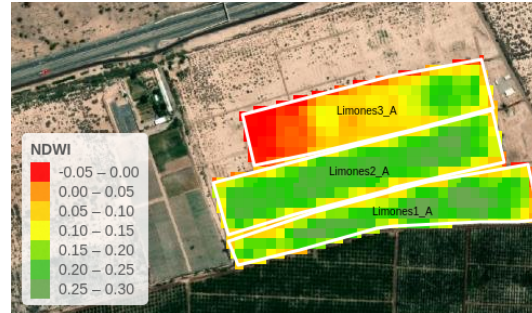 Limones3_A
Limones2_A
Limones1_A
NDWI
-0.05 – 0.00
0.00 – 0.05
0.05 – 0.10
0.10 – 0.15
0.15 – 0.20
0.20 – 0.25
0.25 – 0.30